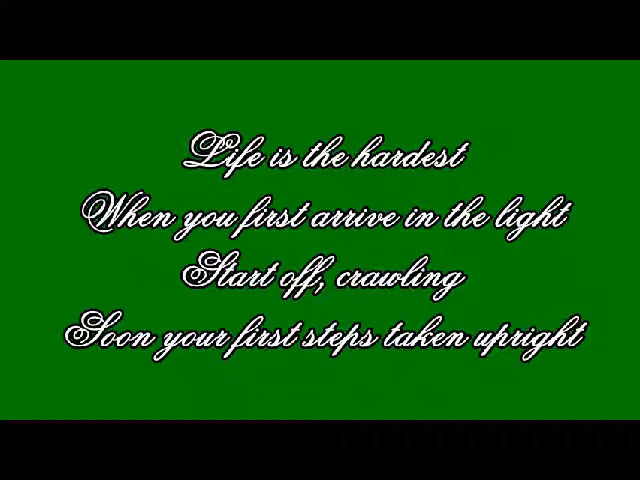 Life is the hardest
When you first arrive in the light
Start off, crawling
Soon your first steps taken upright